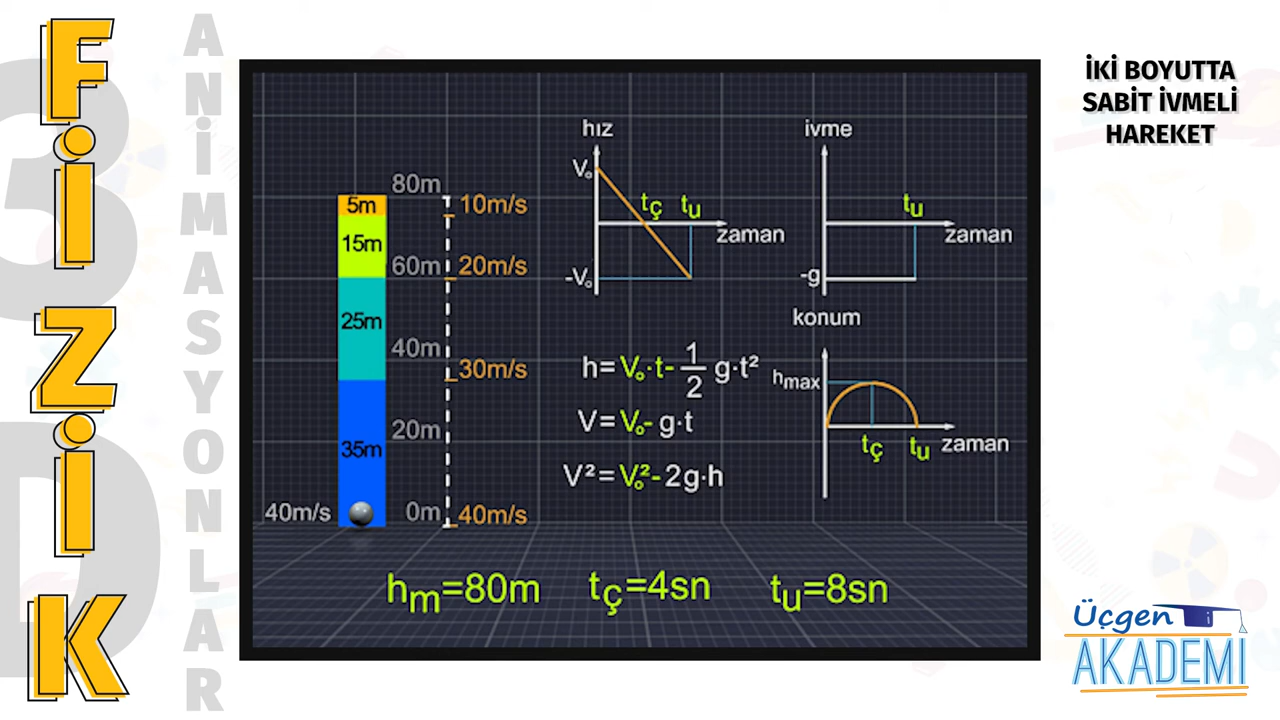 FİZİK
3D
ANİMASYONLAR
İKİ BOYUTTA
SABİT İVMELİ
HAREKET
5m
15m
25m
35m
40m/s
80m
60m
40m
20m
0m
10m/s
20m/s
30m/s
40m/s
hız
V₀
-V₀
tç
tu
zaman
ivme
-g
tu
zaman
konum
hmax
tç
tu
zaman
h=V₀·t-1/2 g·t²
V=V₀-g·t
V²=V₀²-2g·h
hm=80m
tç=4sn
tu=8sn
Üçgen
AKADEMİ